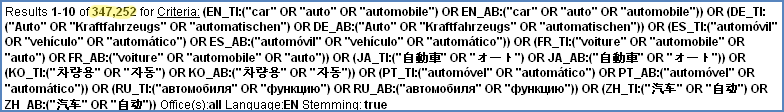 Results 1-10 of 347,252 for Criteria: (EN_TI:("car" OR "auto" OR "automobile") OR EN_AB:("car" OR "auto" OR "automobile")) OR (DE_TI:
("Auto" OR "Kraftfahrzeugs" OR "automatischen") OR DE_AB:("Auto" OR "Kraftfahrzeugs" OR "automatischen")) OR (ES_TI:("automóvil"
OR "vehículo" OR "automático") OR ES_AB:("automóvil" OR "vehículo" OR "automático")) OR (FR_TI:("voiture" OR "automobile" OR
"auto") OR FR_AB:("voiture" OR "automobile" OR "auto")) OR (JA_TI:("自動車" OR "オート") OR JA_AB:("自動車" OR "オート")) OR
(KO_TI:("차량용" OR "자동") OR KO_AB:("차량용" OR "자동")) OR (PT_TI:("automóvel" OR "automático") OR PT_AB:("automóvel" OR
"automático")) OR (RU_TI:("автомобиля" OR "функцию") OR RU_AB:("автомобиля" OR "функцию")) OR (ZH_TI:("汽车" OR "自动") OR
ZH_AB:("汽车" OR "自动")) Office(s):all Language:EN Stemming: true